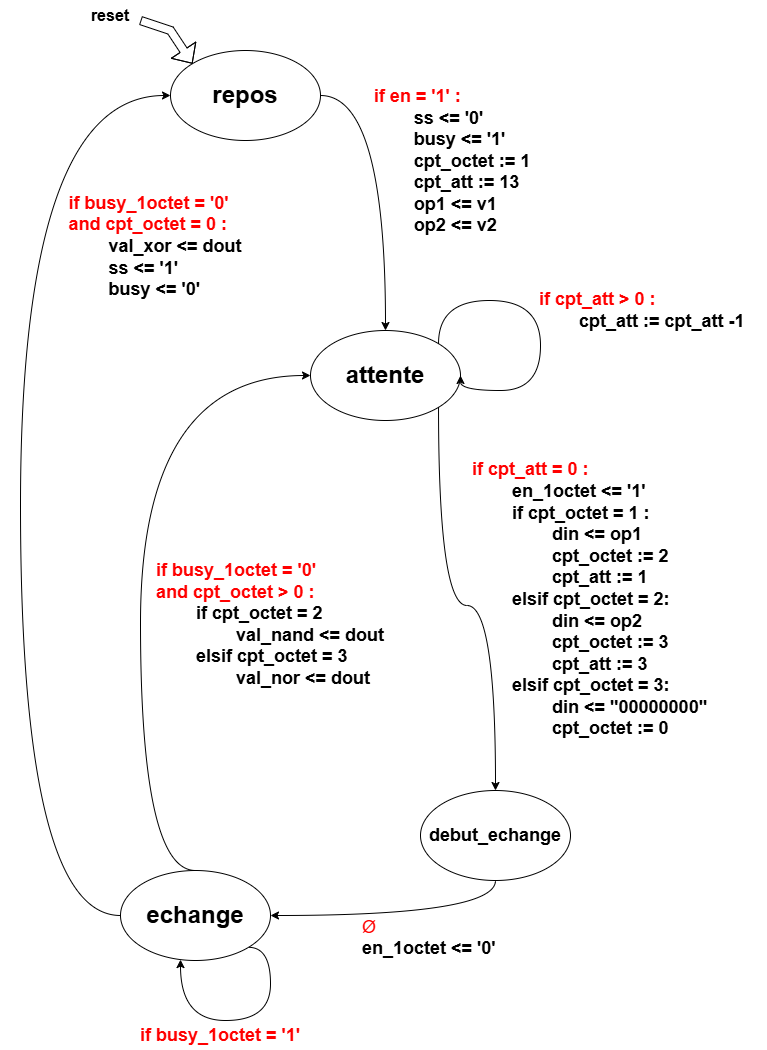 reset
repos
if en = '1' :
ss <= '0'
busy <= '1'
cpt_octet := 1
cpt_att := 13
op1 <= v1
op2 <= v2
if busy_1octet = '0'
and cpt_octet = 0 :
val_xor <= dout
ss <= '1'
busy <= '0'
if cpt_att > 0 :
cpt_att := cpt_att -1
attente
if cpt_att = 0 :
en_1octet <= '1'
if cpt_octet = 1 :
din <= op1
cpt_octet := 2
cpt_att := 1
elsif cpt_octet = 2:
din <= op2
cpt_octet := 3
cpt_att := 3
elsif cpt_octet = 3:
din <= "00000000"
cpt_octet := 0
if busy_1octet = '0'
and cpt_octet > 0 :
if cpt_octet = 2
val_nand <= dout
elsif cpt_octet = 3
val_nor <= dout
debut_echange
echange
Ø
en_1octet <= '0'
if busy_1octet = '1'